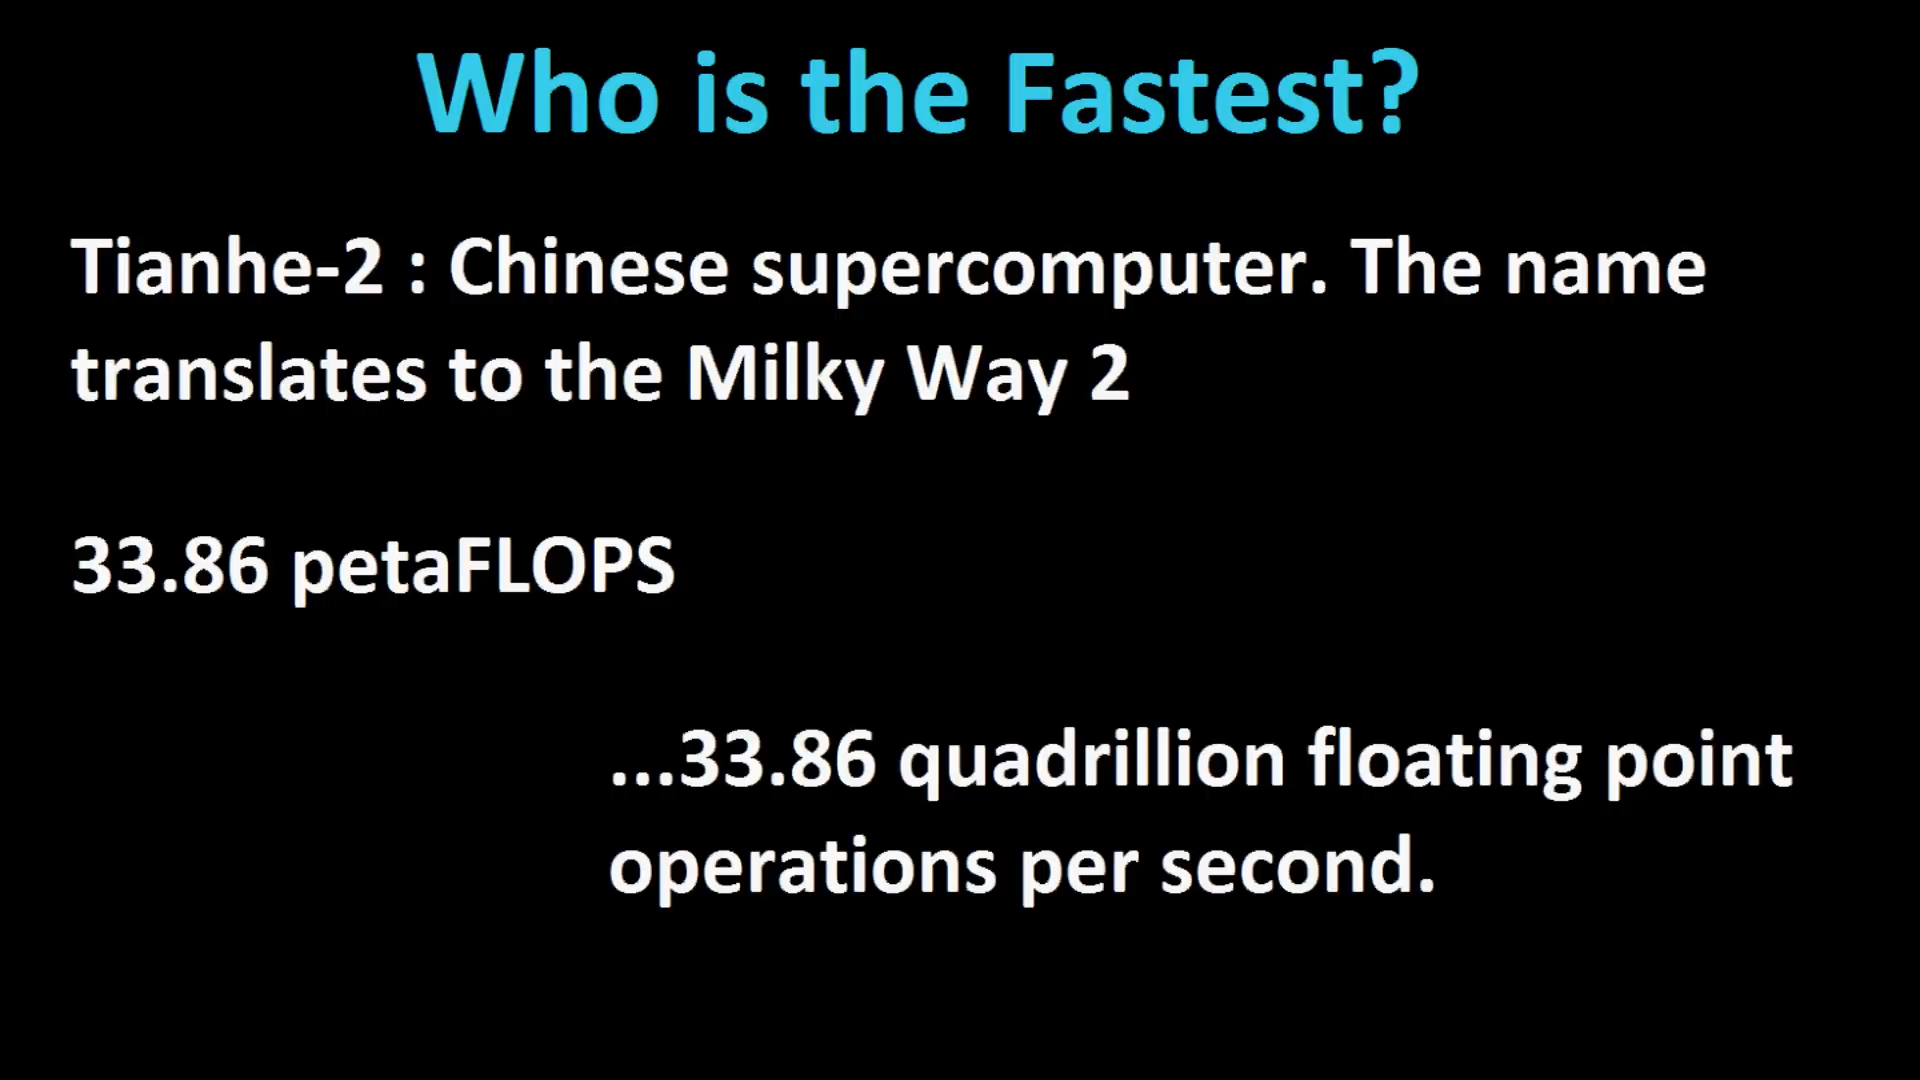 Who is the Fastest?
Tianhe-2 : Chinese supercomputer. The name
translates to the Milky Way 2
33.86 petaFLOPS
...33.86 quadrillion floating point
operations per second.